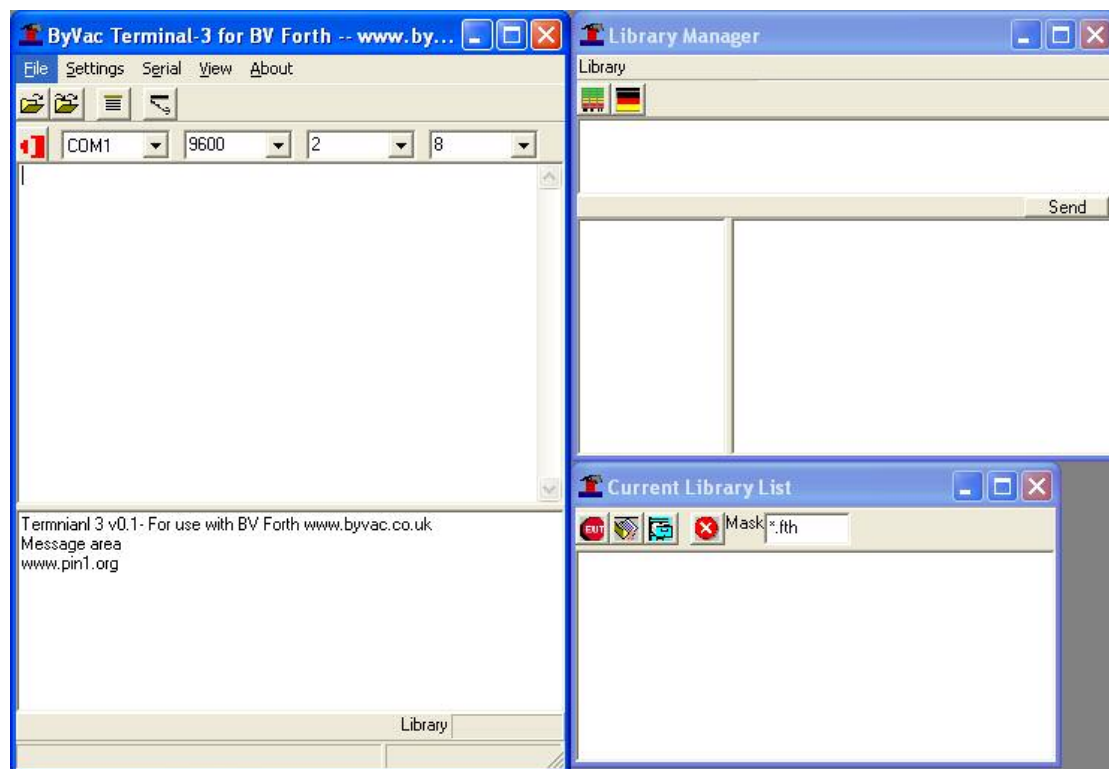 ByVac Terminal-3 for BV Forth -- www.by...
File Settings Serial View About
COM1 9600 2 8
Termnianl 3 v0.1- For use with BV Forth www.byvac.co.uk
Message area
www.pin1.org
Library
Library Manager
Library
Send
Current Library List
EUT Mask *.fth